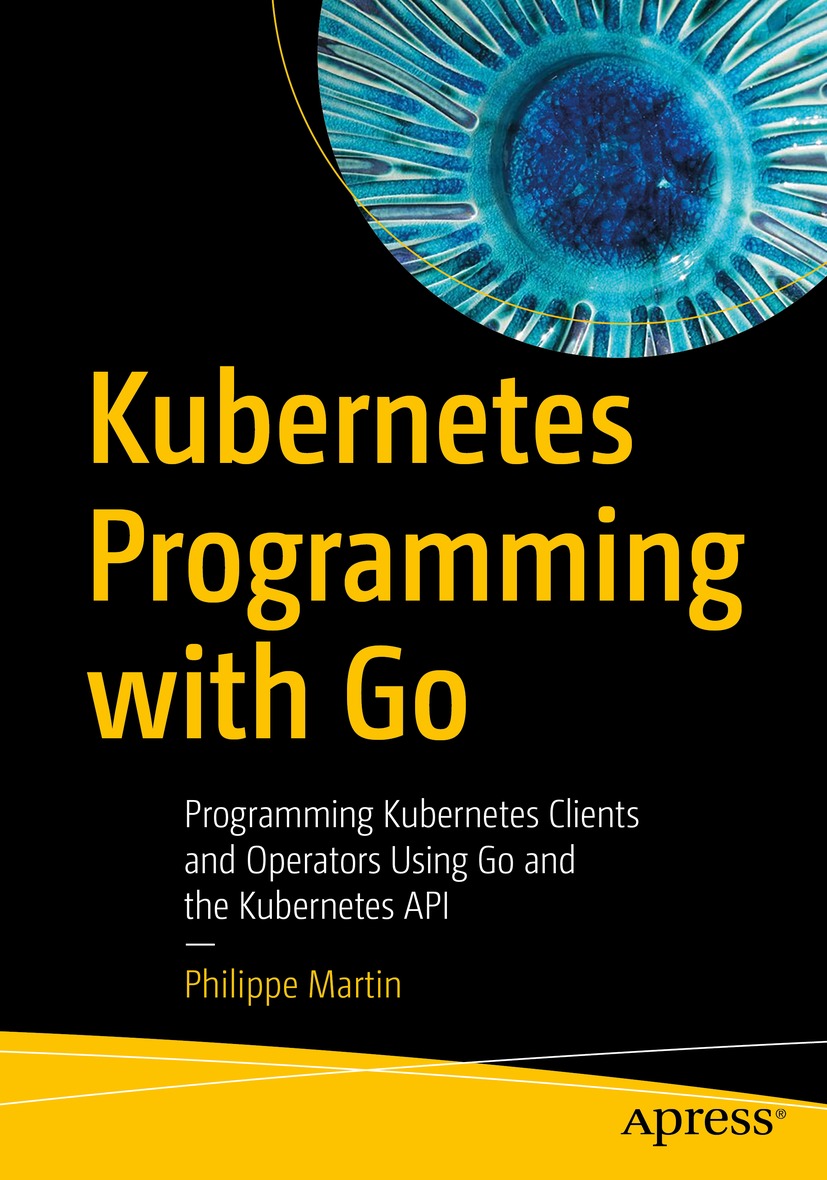 Kubernetes
Programming
with Go
Programming Kubernetes Clients
and Operators Using Go and
the Kubernetes API
—
Philippe Martin
Apress®